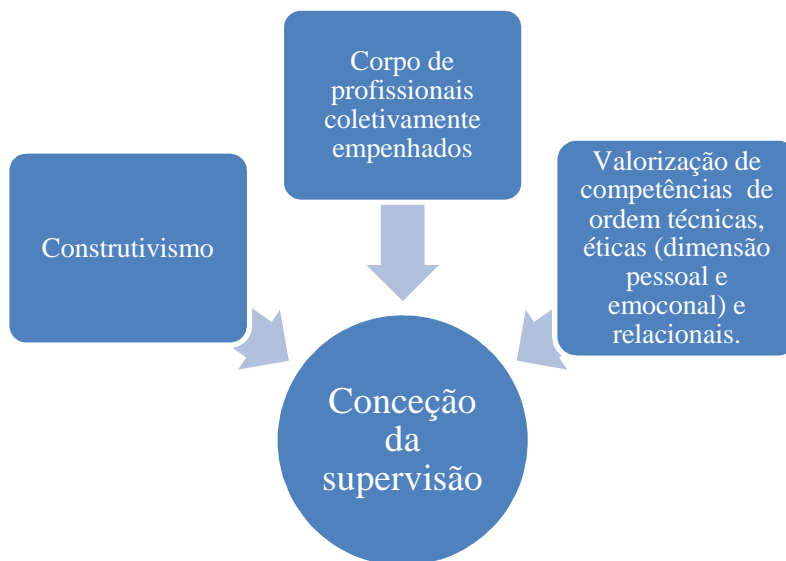 Corpo de
profissionais
coletivamente
empenhados
Construtivismo
Valorização de
competências de
ordem técnicas,
éticas (dimensão
pessoal e
emoconal) e
relacionais.
Conceção
da
supervisão